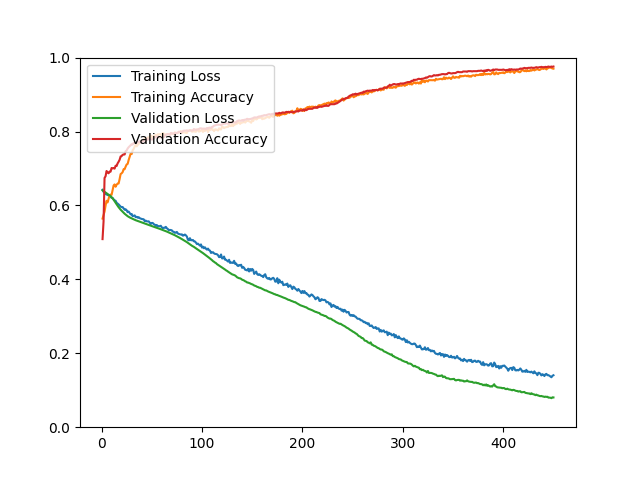 1.0
0.8
0.6
0.4
0.2
0.0
Training Loss
Training Accuracy
Validation Loss
Validation Accuracy
0 100 200 300 400